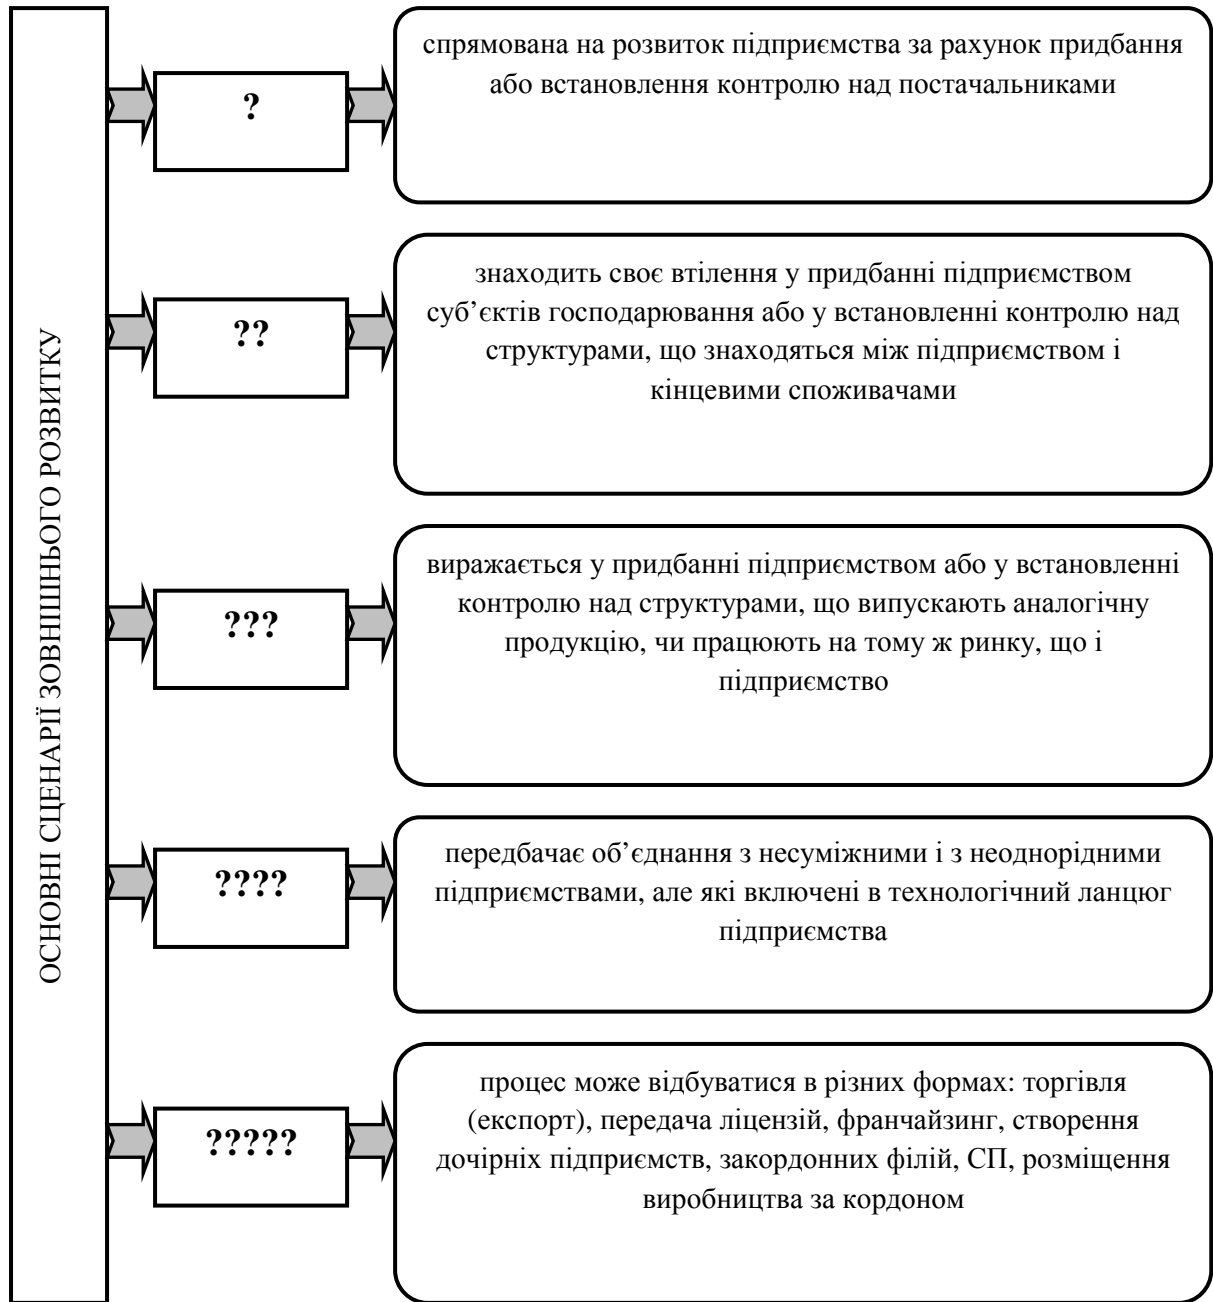 ОСНОВНІ СЦЕНАРІЇ ЗОВНІШНЬОГО РОЗВИТКУ
?
спрямована на розвиток підприємства за рахунок придбання
або встановлення контролю над постачальниками
??
знаходить своє втілення у придбанні підприємством
суб’єктів господарювання або у встановленні контролю над
структурами, що знаходяться між підприємством і
кінцевими споживачами
???
виражається у придбанні підприємством або у встановленні
контролю над структурами, що випускають аналогічну
продукцію, чи працюють на тому ж ринку, що і
підприємство
????
передбачає об’єднання з несуміжними і з неоднорідними
підприємствами, але які включені в технологічний ланцюг
підприємства
?????
процес може відбуватися в різних формах: торгівля
(експорт), передача ліцензій, франчайзинг, створення
дочірніх підприємств, закордонних філій, СП, розміщення
виробництва за кордоном